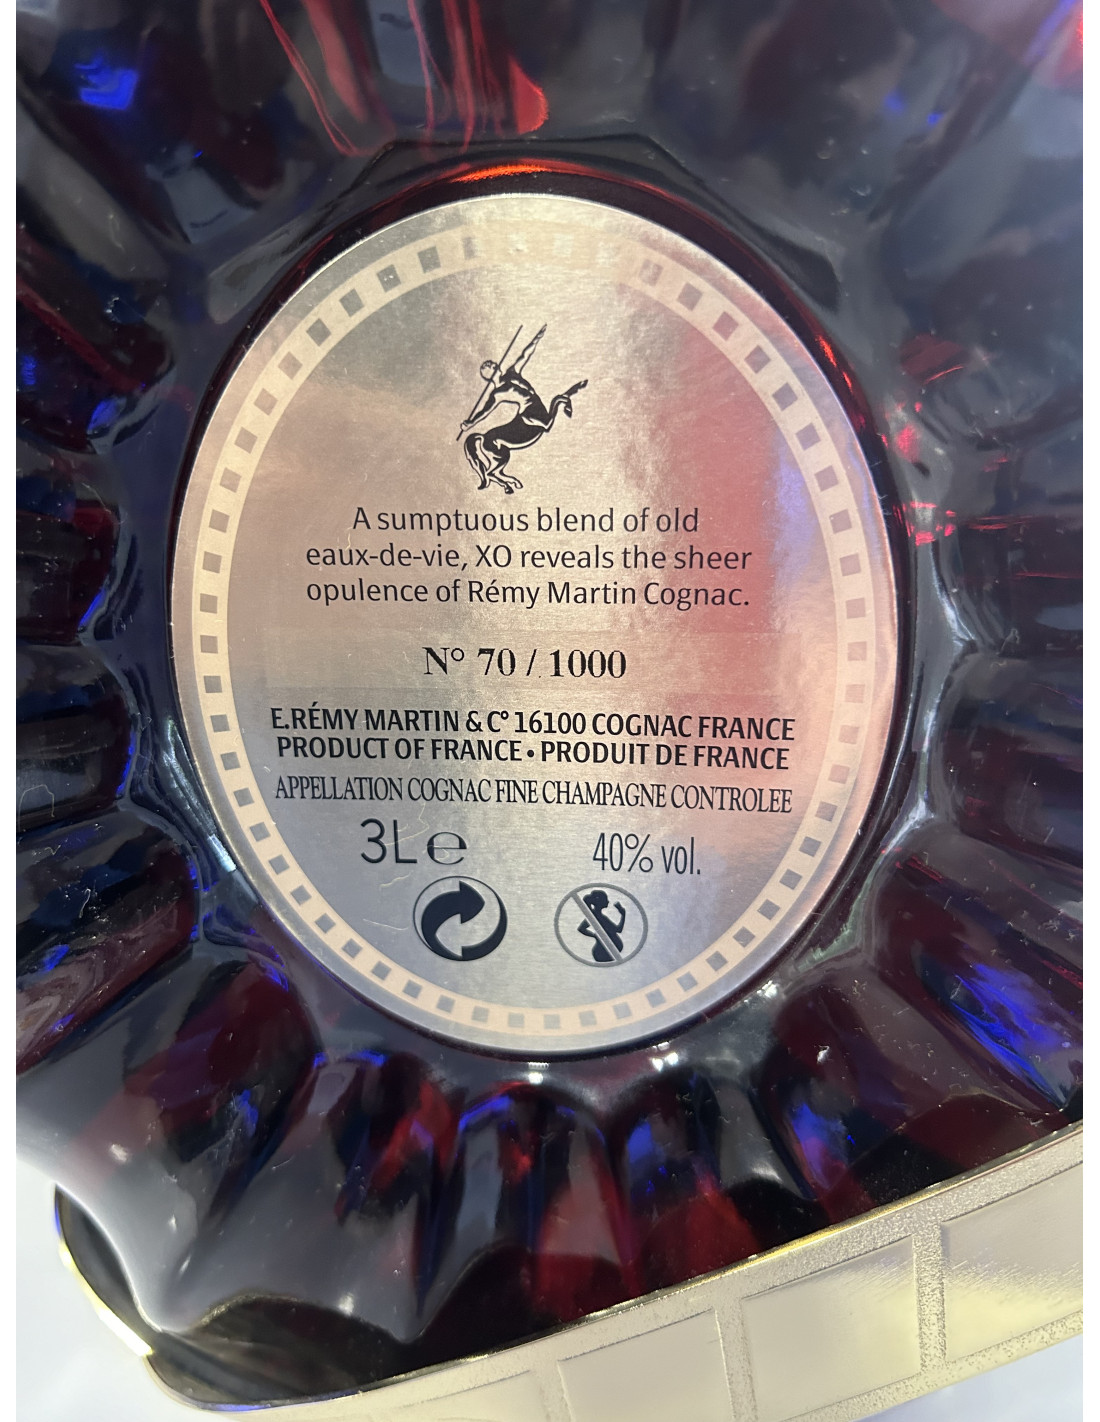 A sumptuous blend of old
eaux-de-vie, XO reveals the sheer
opulence of Rémy Martin Cognac.
N° 70 / 1000
E.RÉMY MARTIN & C° 16100 COGNAC FRANCE
PRODUCT OF FRANCE • PRODUIT DE FRANCE
APPELLATION COGNAC FINE CHAMPAGNE CONTROLEE
3L e 40% vol.